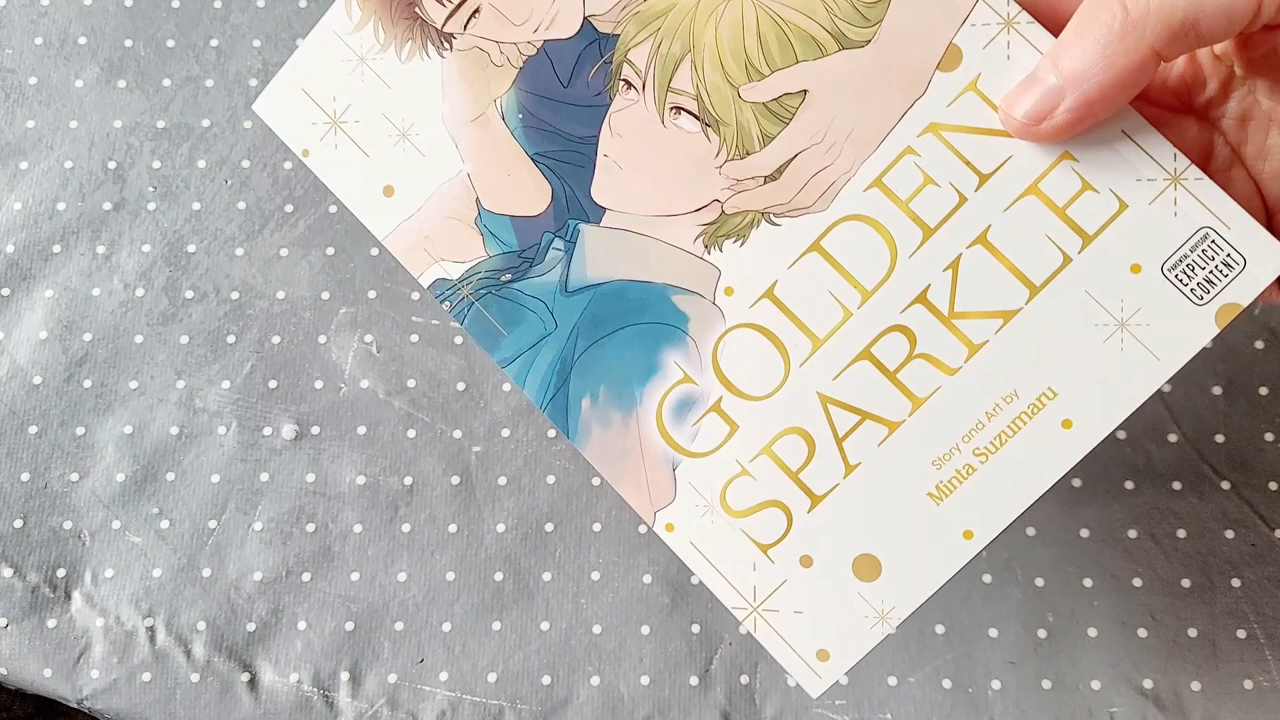 GOLDEN
SPARKLE
PARENTAL ADVISORY
EXPLICIT
CONTENT
Story and Art by
Minta Suzumaru